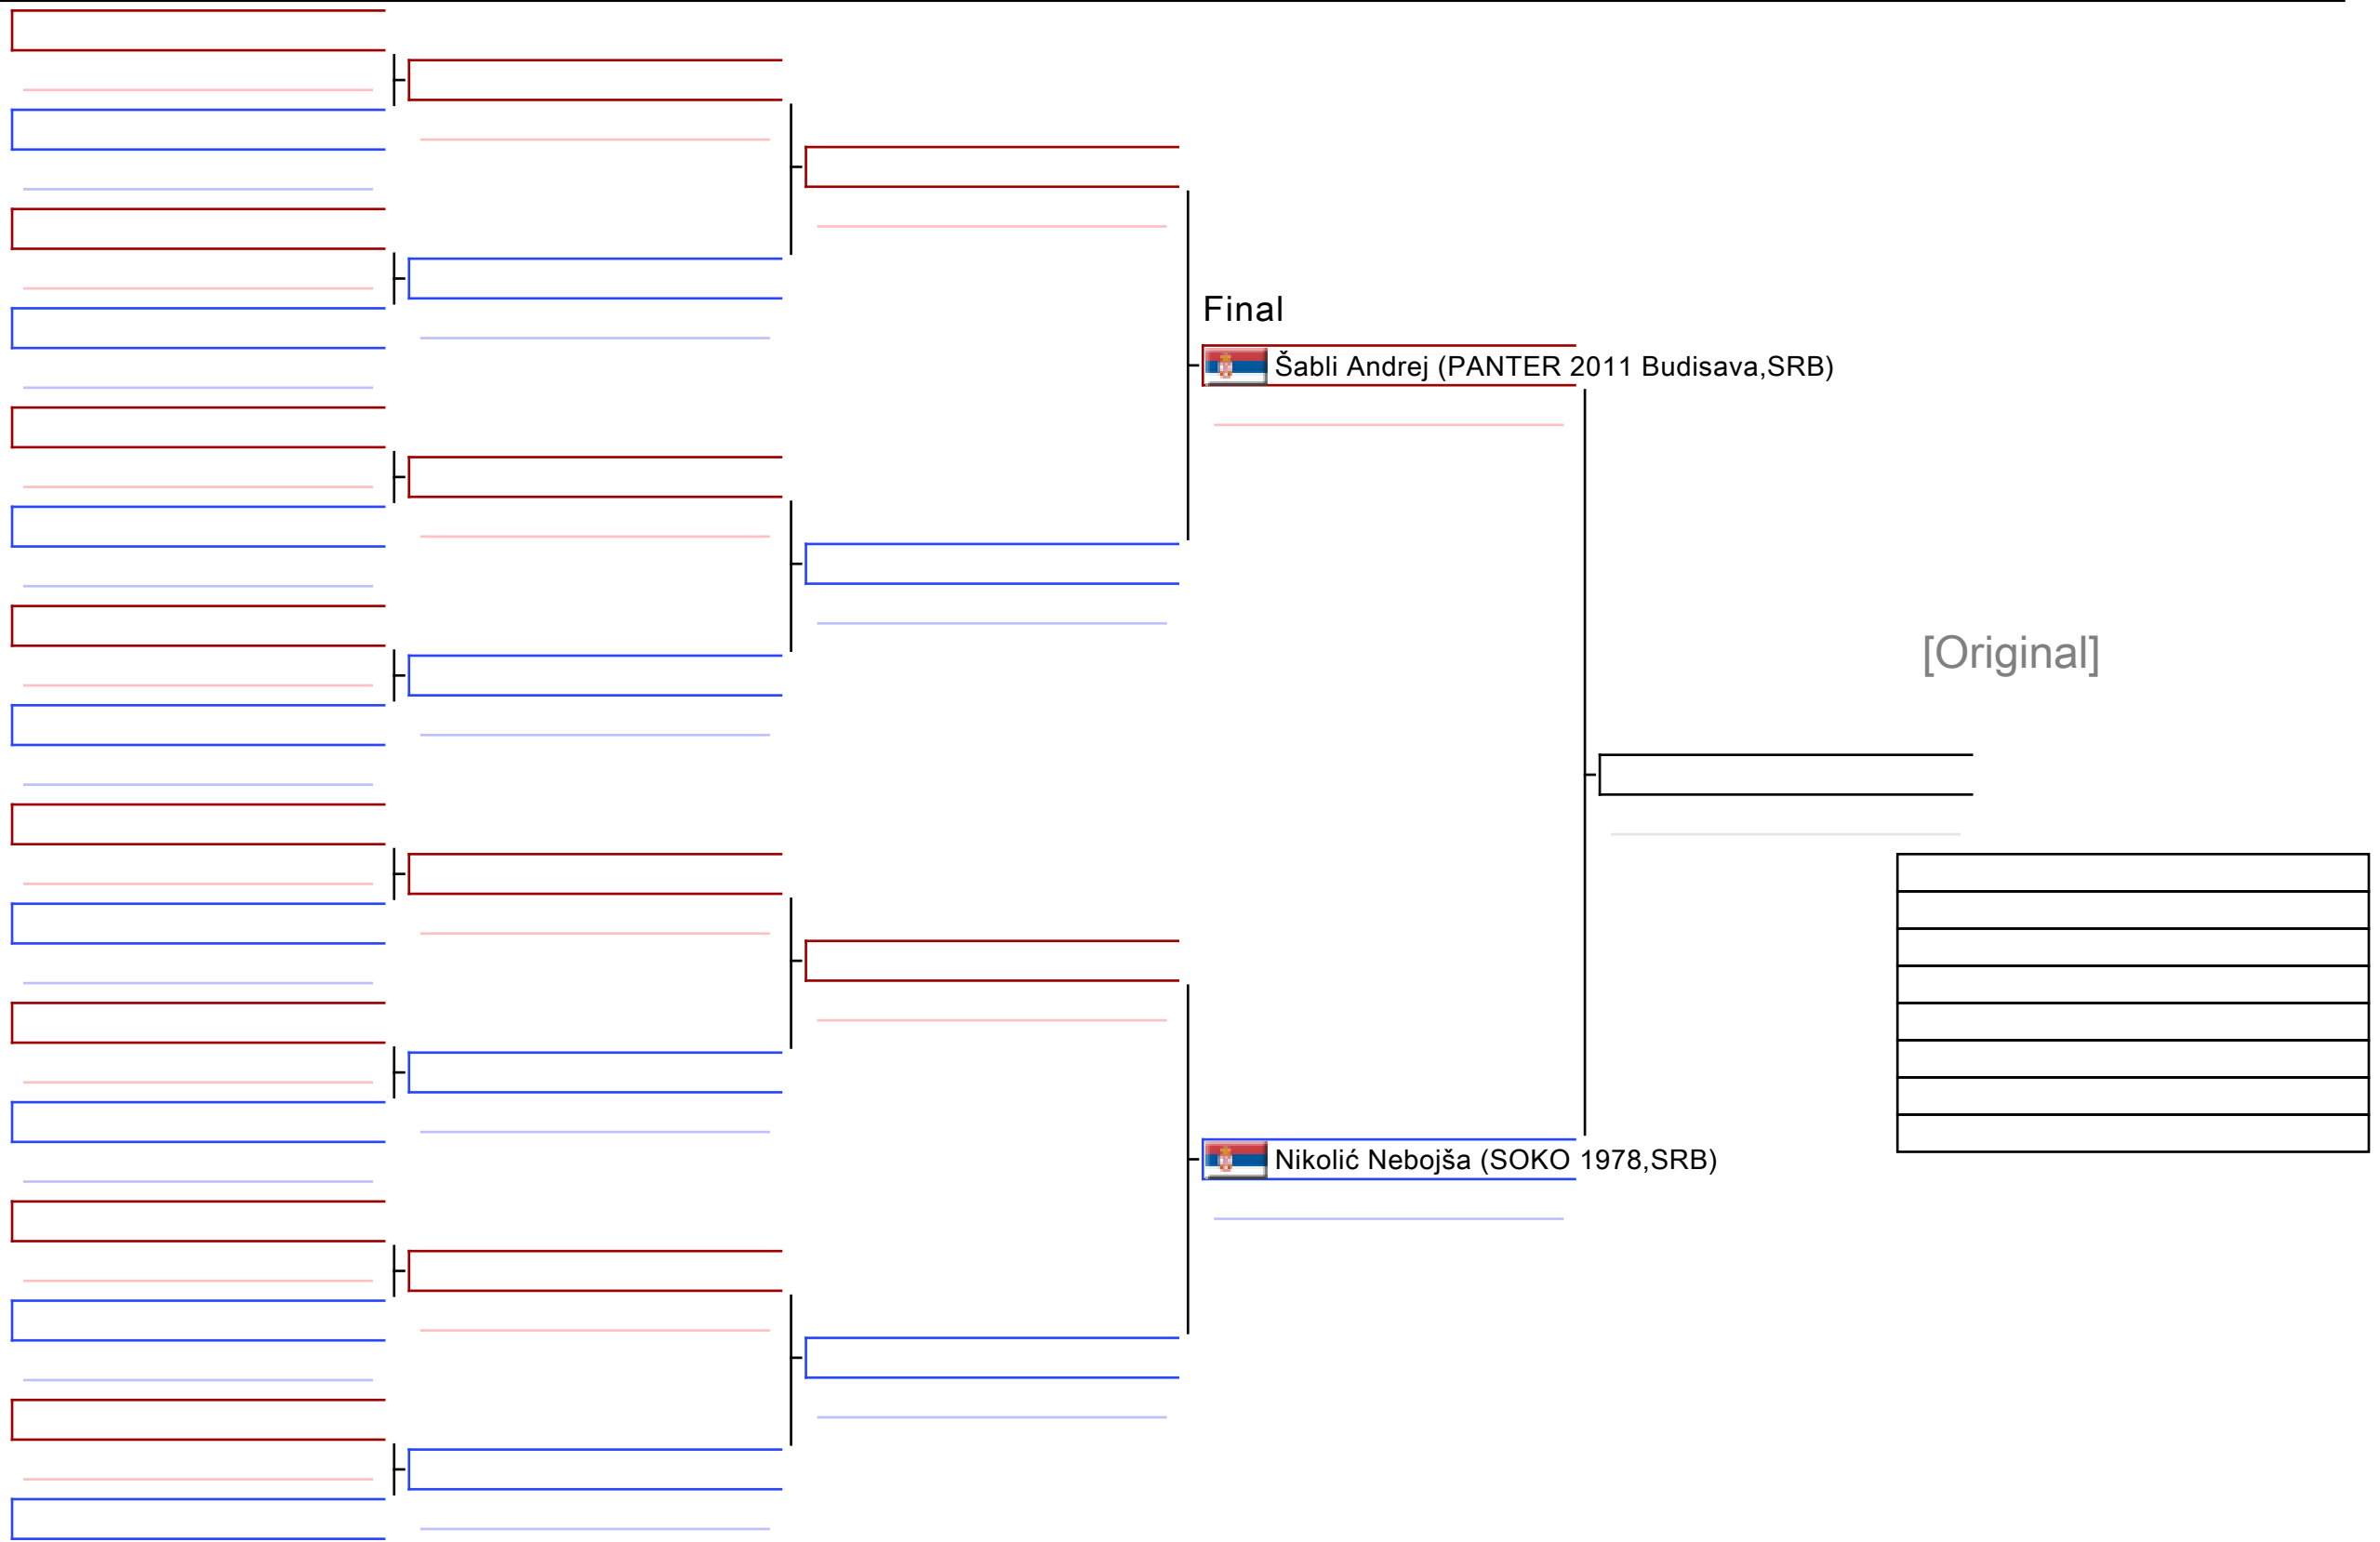 Final
Šabli Andrej (PANTER 2011 Budisava,SRB)
[Original]
Nikolić Nebojša (SOKO 1978,SRB)